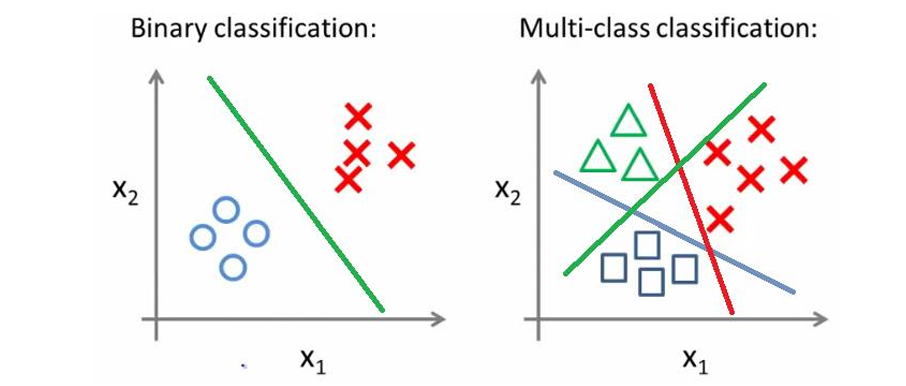 Binary classification:
Multi-class classification:
x₂
x₁
x₂
x₁